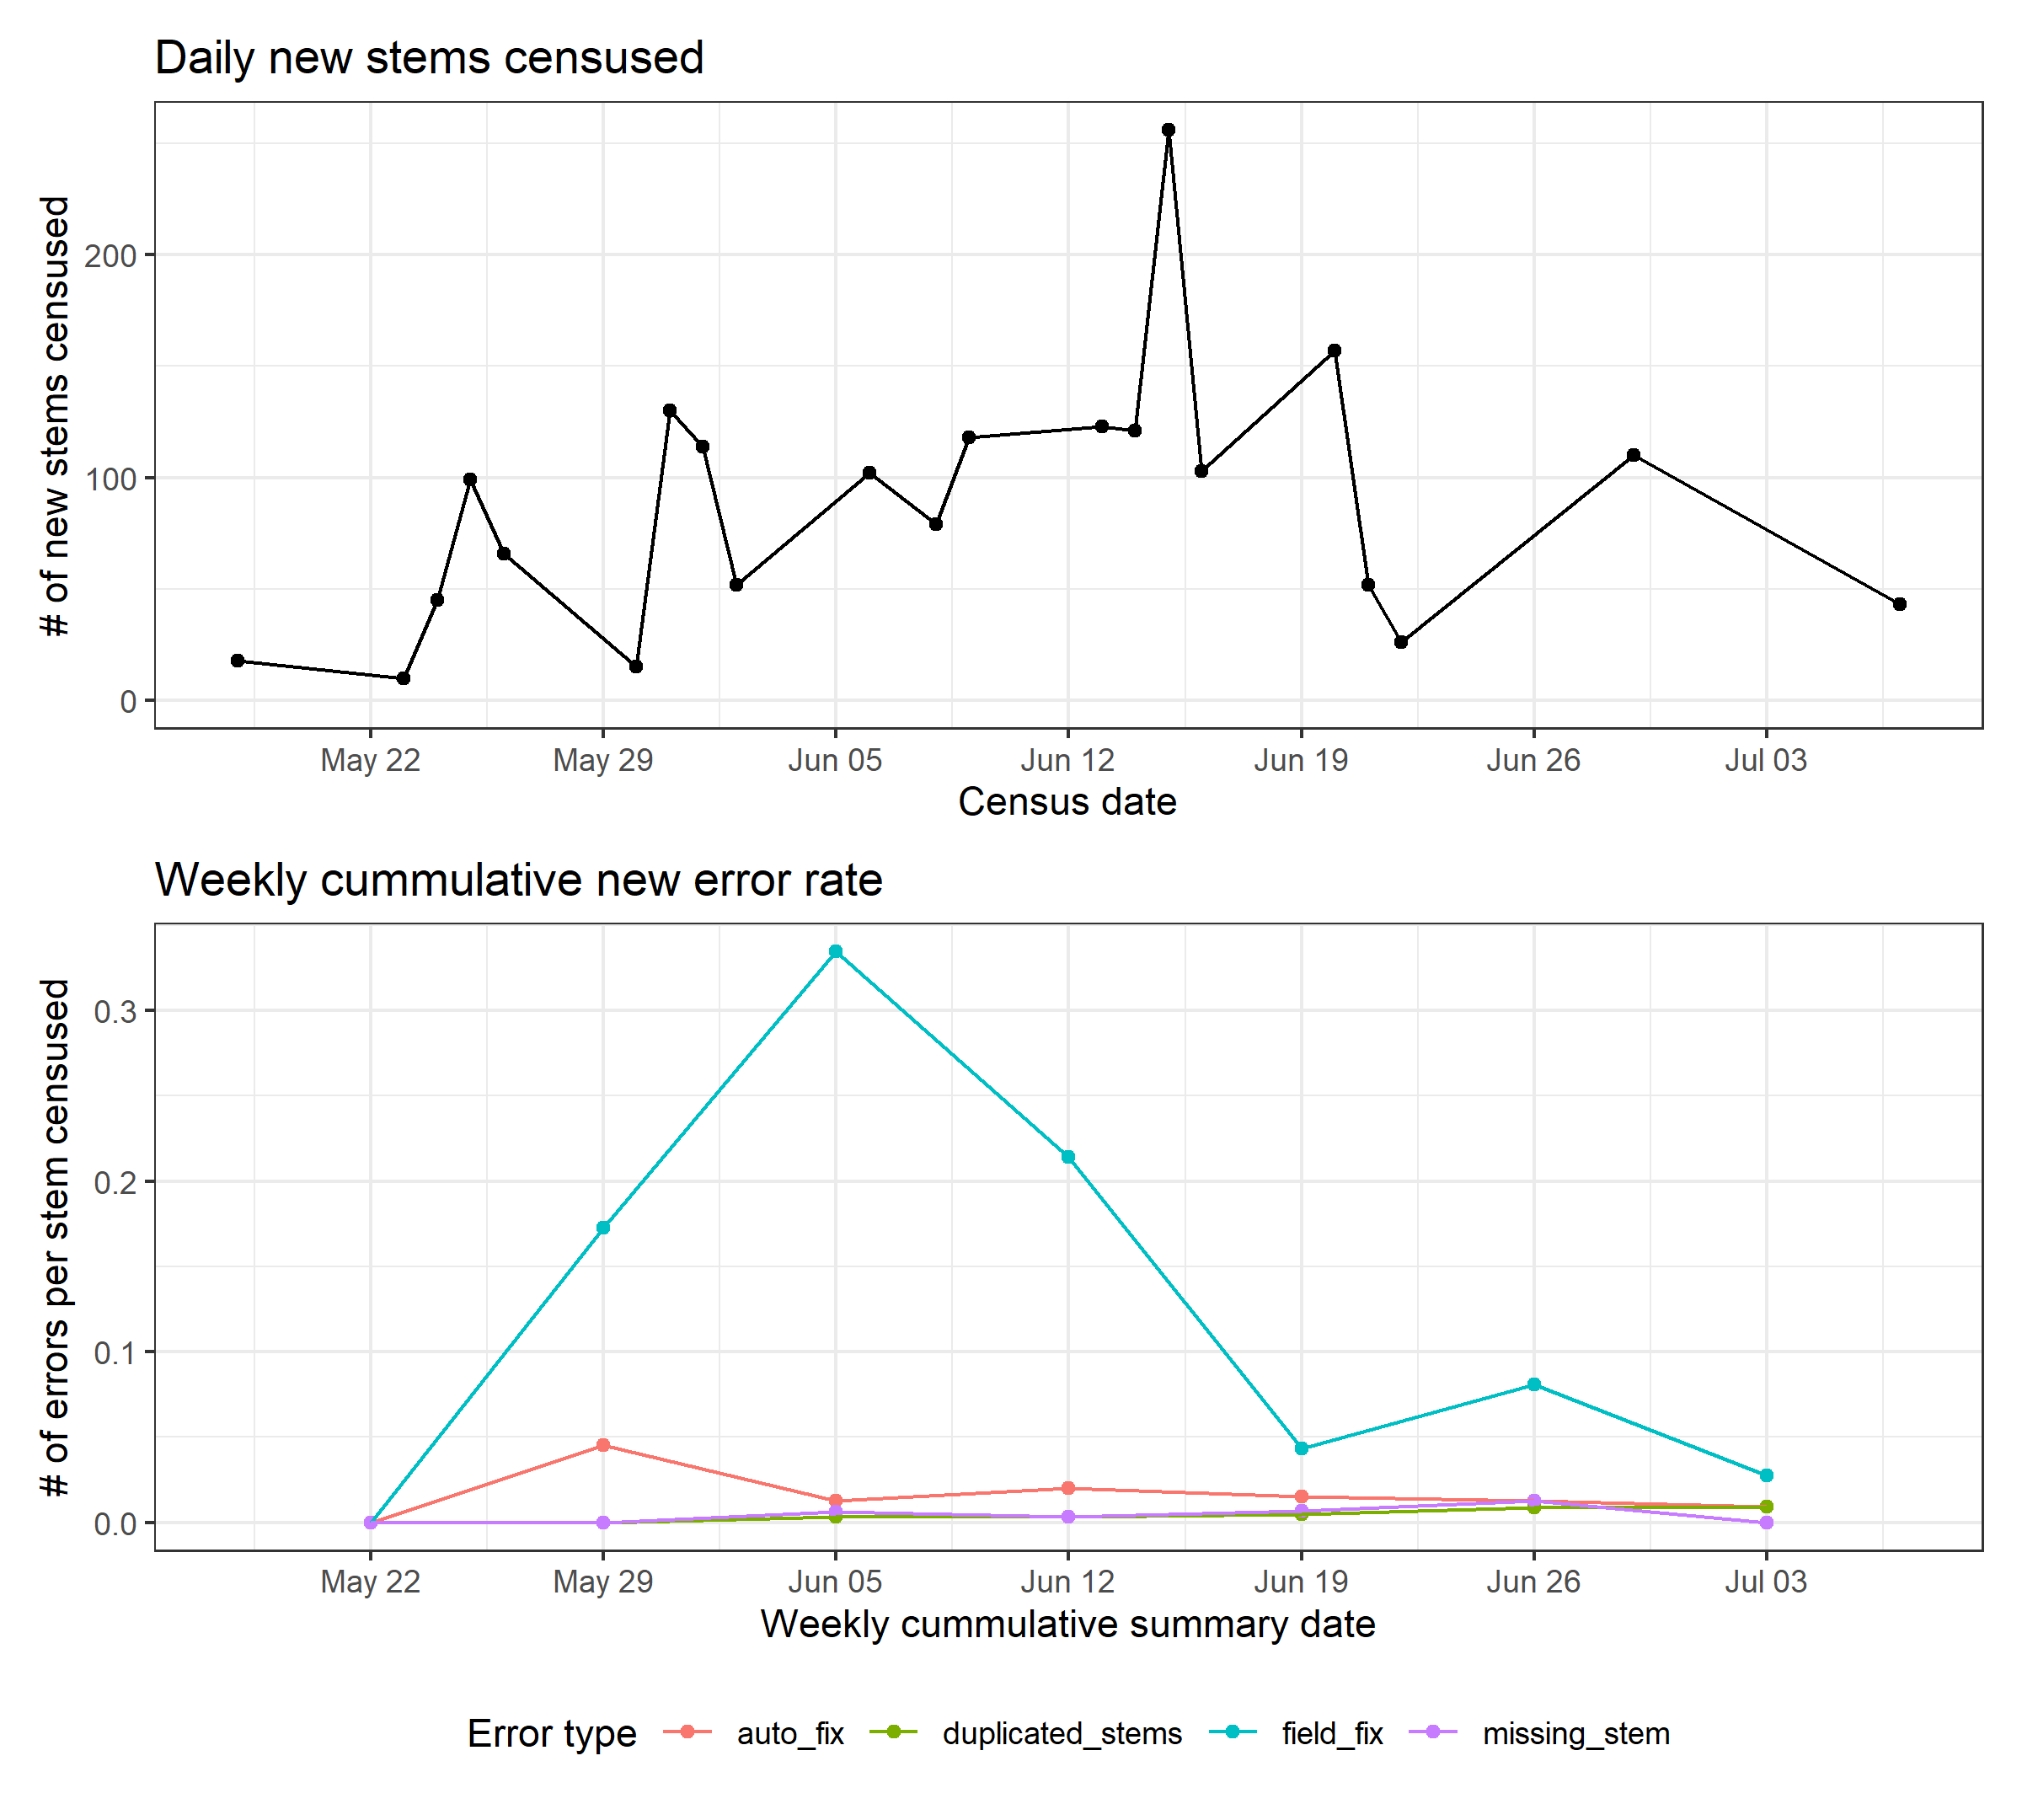 Daily new stems censused
# of new stems censused
200
100
0
May 22 May 29 Jun 05 Jun 12 Jun 19 Jun 26 Jul 03
Census date
Weekly cummulative new error rate
# of errors per stem censused
0.3
0.2
0.1
0.0
May 22 May 29 Jun 05 Jun 12 Jun 19 Jun 26 Jul 03
Weekly cummulative summary date
Error type auto_fix duplicated_stems field_fix missing_stem